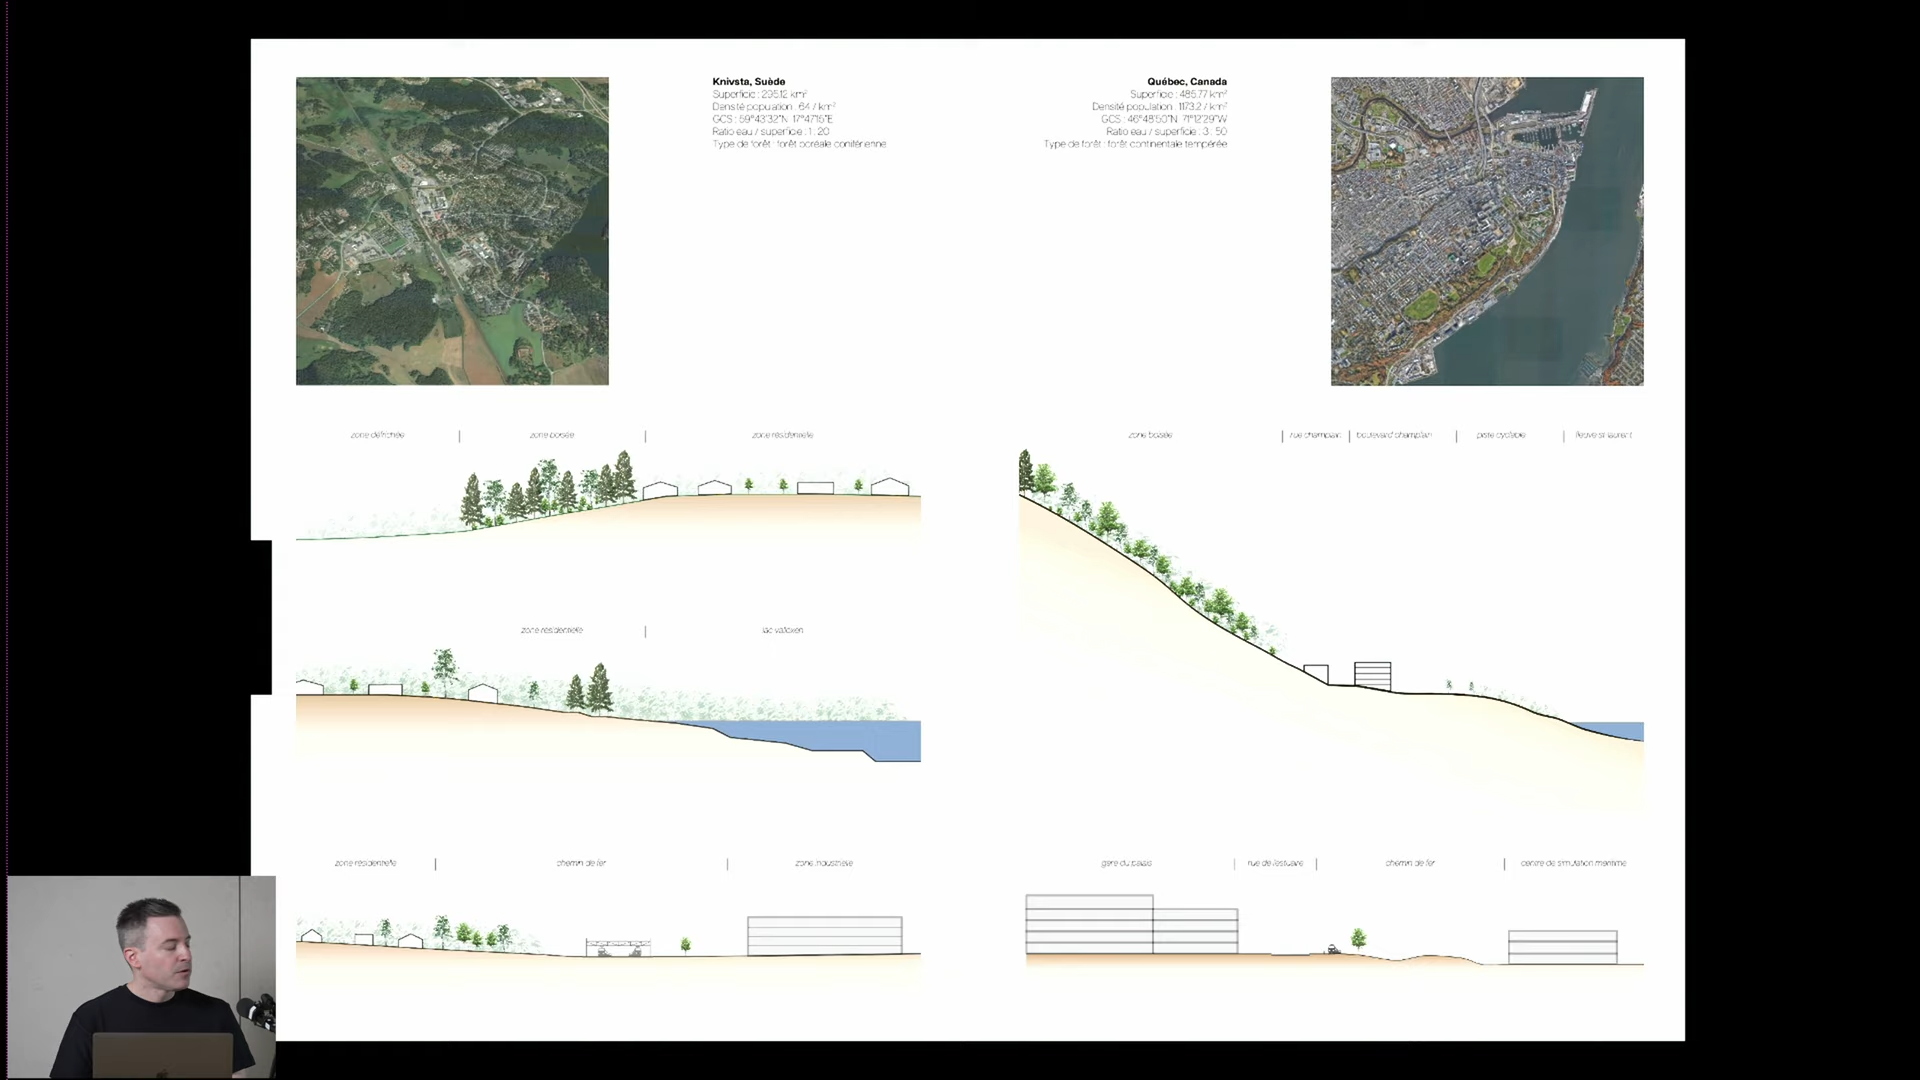 Knivsta, Suède
Superficie : 295.12 km²
Densité population : 64 / km²
GCS : 59°43'32"N 17°47'15"E
Ratio eau / superficie : 1 : 20
Type de forêt : forêt boréale coniférienne
Québec, Canada
Superficie : 485.77 km²
Densité population : 1173.2 / km²
GCS : 46°48'50"N 71°12'29"W
Ratio eau / superficie : 3 : 50
Type de forêt : forêt continentale tempérée
zone défrichée | zone boisée | zone résidentielle
zone boisée | rue champlain | boulevard champlain | piste cyclable | fleuve st-laurent
zone résidentielle | lac valloxen
zone résidentielle | chemin de fer | zone industrielle
gare du palais | rue de l'estuaire | chemin de fer | centre de simulation maritime